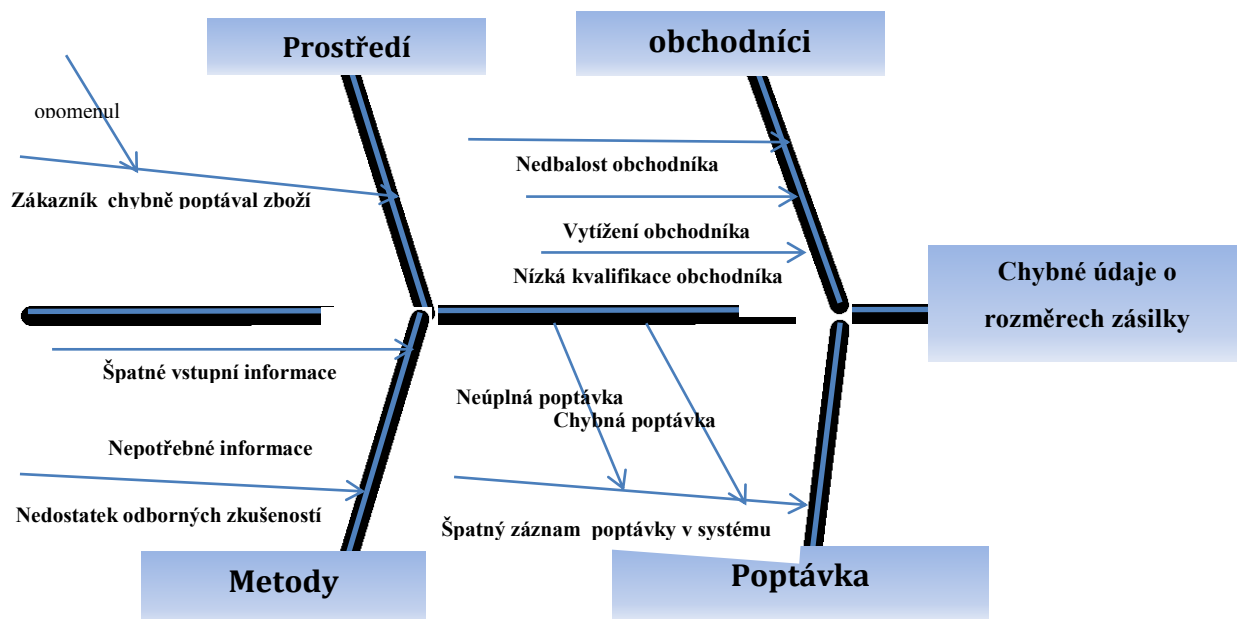 Prostředí
obchodníci
opomenul
Nedbalost obchodníka
Zákazník chybně poptával zboží
Vytížení obchodníka
Nízká kvalifikace obchodníka
Chybné údaje o
rozměrech zásilky
Špatné vstupní informace
Neúplná poptávka
Chybná poptávka
Nepotřebné informace
Nedostatek odborných zkušeností
Špatný záznam poptávky v systému
Metody
Poptávka